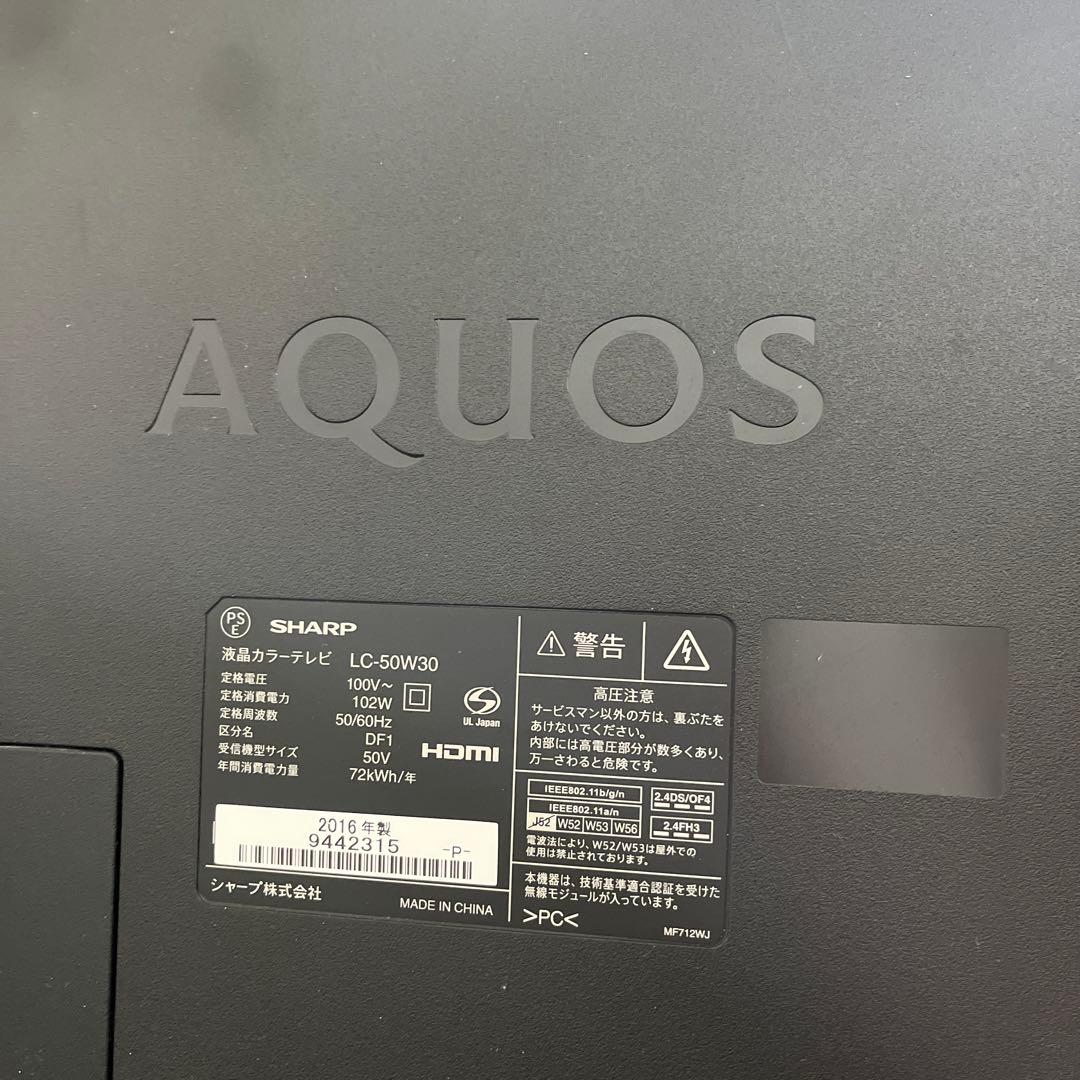 AQUOS
PS
E
SHARP
液晶カラーテレビ LC-50W30
定格電圧 100V～
定格消費電力 102W
定格周波数 50/60Hz
区分名 DF1
受信機型サイズ 50V
年間消費電力量 72kWh/年
UL Japan
HDMI
2016年製
9442315 -P-
シャープ株式会社
MADE IN CHINA
警告
高圧注意
サービスマン以外の方は、裏ぶたを
あけないでください。
内部には高電圧部分が数多くあり、
万一さわると危険です。
IEEE802.11b/g/n
IEEE802.11a/n
J52 W52 W53 W56
2.4DS/OF4
2.4FH3
電波法により、W52/W53は屋外での
使用は禁止されております。
本機器は、技術基準適合認証を受けた
無線モジュールが入っています。
>PC<
MF712WJ